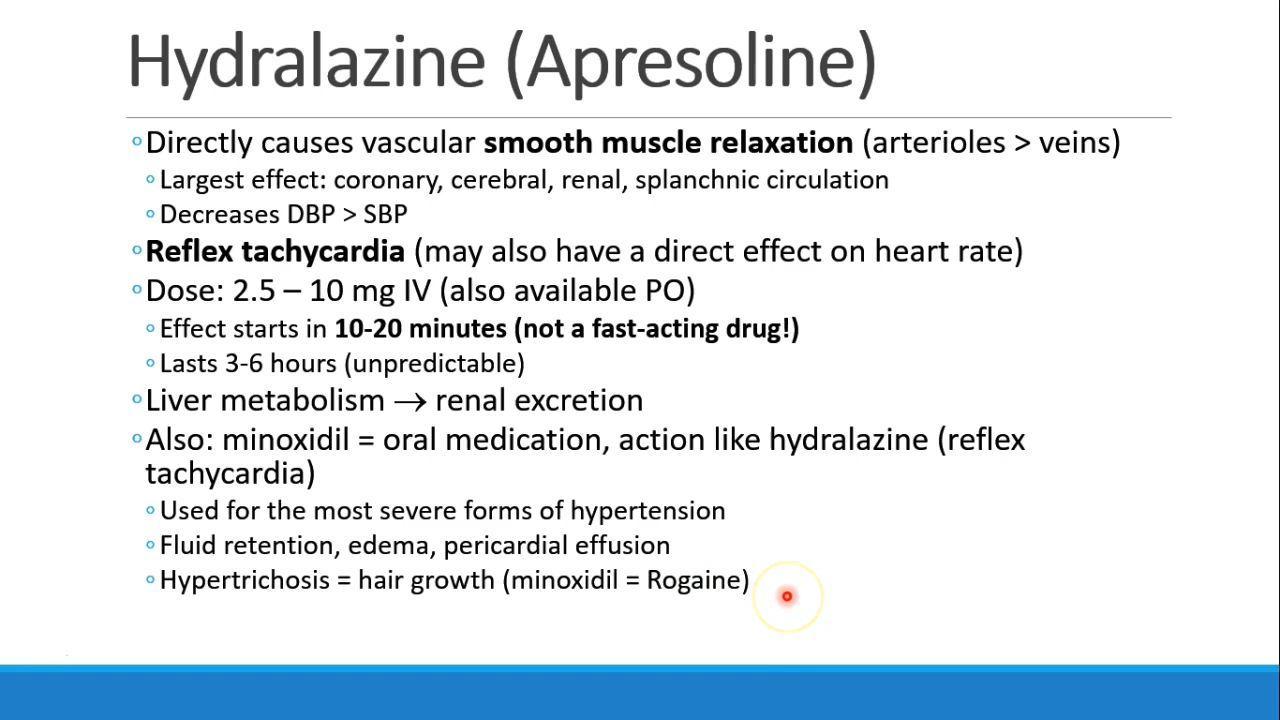 Hydralazine (Apresoline)
◦Directly causes vascular smooth muscle relaxation (arterioles > veins)
◦Largest effect: coronary, cerebral, renal, splanchnic circulation
◦Decreases DBP > SBP
◦Reflex tachycardia (may also have a direct effect on heart rate)
◦Dose: 2.5 – 10 mg IV (also available PO)
◦Effect starts in 10-20 minutes (not a fast-acting drug!)
◦Lasts 3-6 hours (unpredictable)
◦Liver metabolism → renal excretion
◦Also: minoxidil = oral medication, action like hydralazine (reflex
tachycardia)
◦Used for the most severe forms of hypertension
◦Fluid retention, edema, pericardial effusion
◦Hypertrichosis = hair growth (minoxidil = Rogaine)